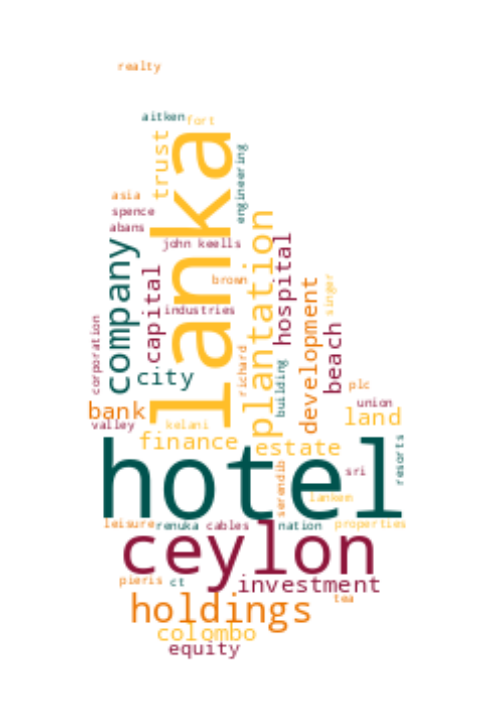 realty
aitken
fort
trust
lanka
engineering
asia
spence
abans
john keells
company
capital
plantation
hospital
brown
singer
industries
development
corporation
beach
city
richard
building
plc
bank
union
valley
kelani
land
finance
estate
hotel
resorts
serendib
sri
lankem
leisure
renuka
cables
nation
properties
ceylon
pieris
ct
investment
holdings
tea
colombo
equity